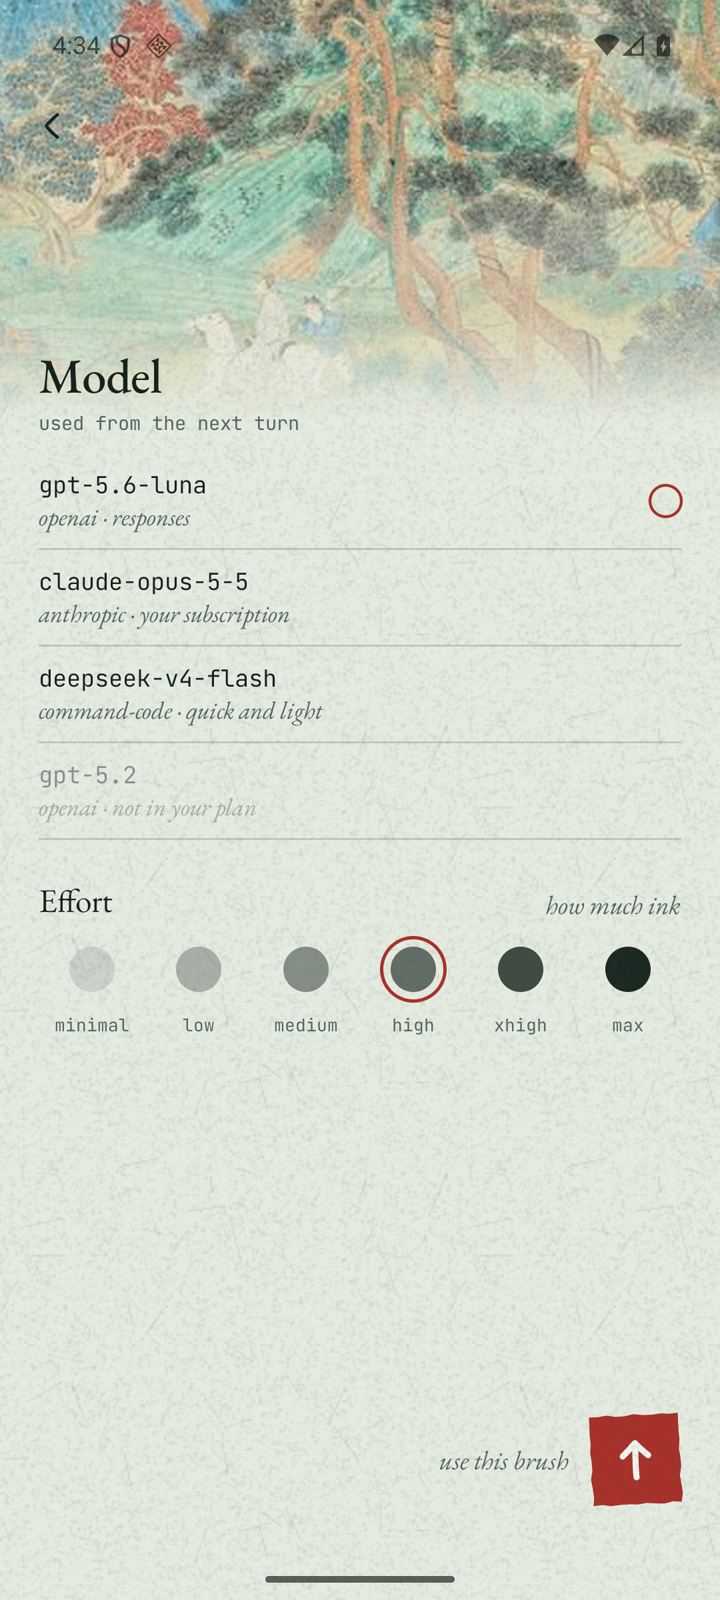 4:34
Model
used from the next turn
gpt-5.6-luna
openai · responses
claude-opus-5-5
anthropic · your subscription
deepseek-v4-flash
command-code · quick and light
gpt-5.2
openai · not in your plan
Effort
how much ink
minimal low medium high xhigh max
use this brush